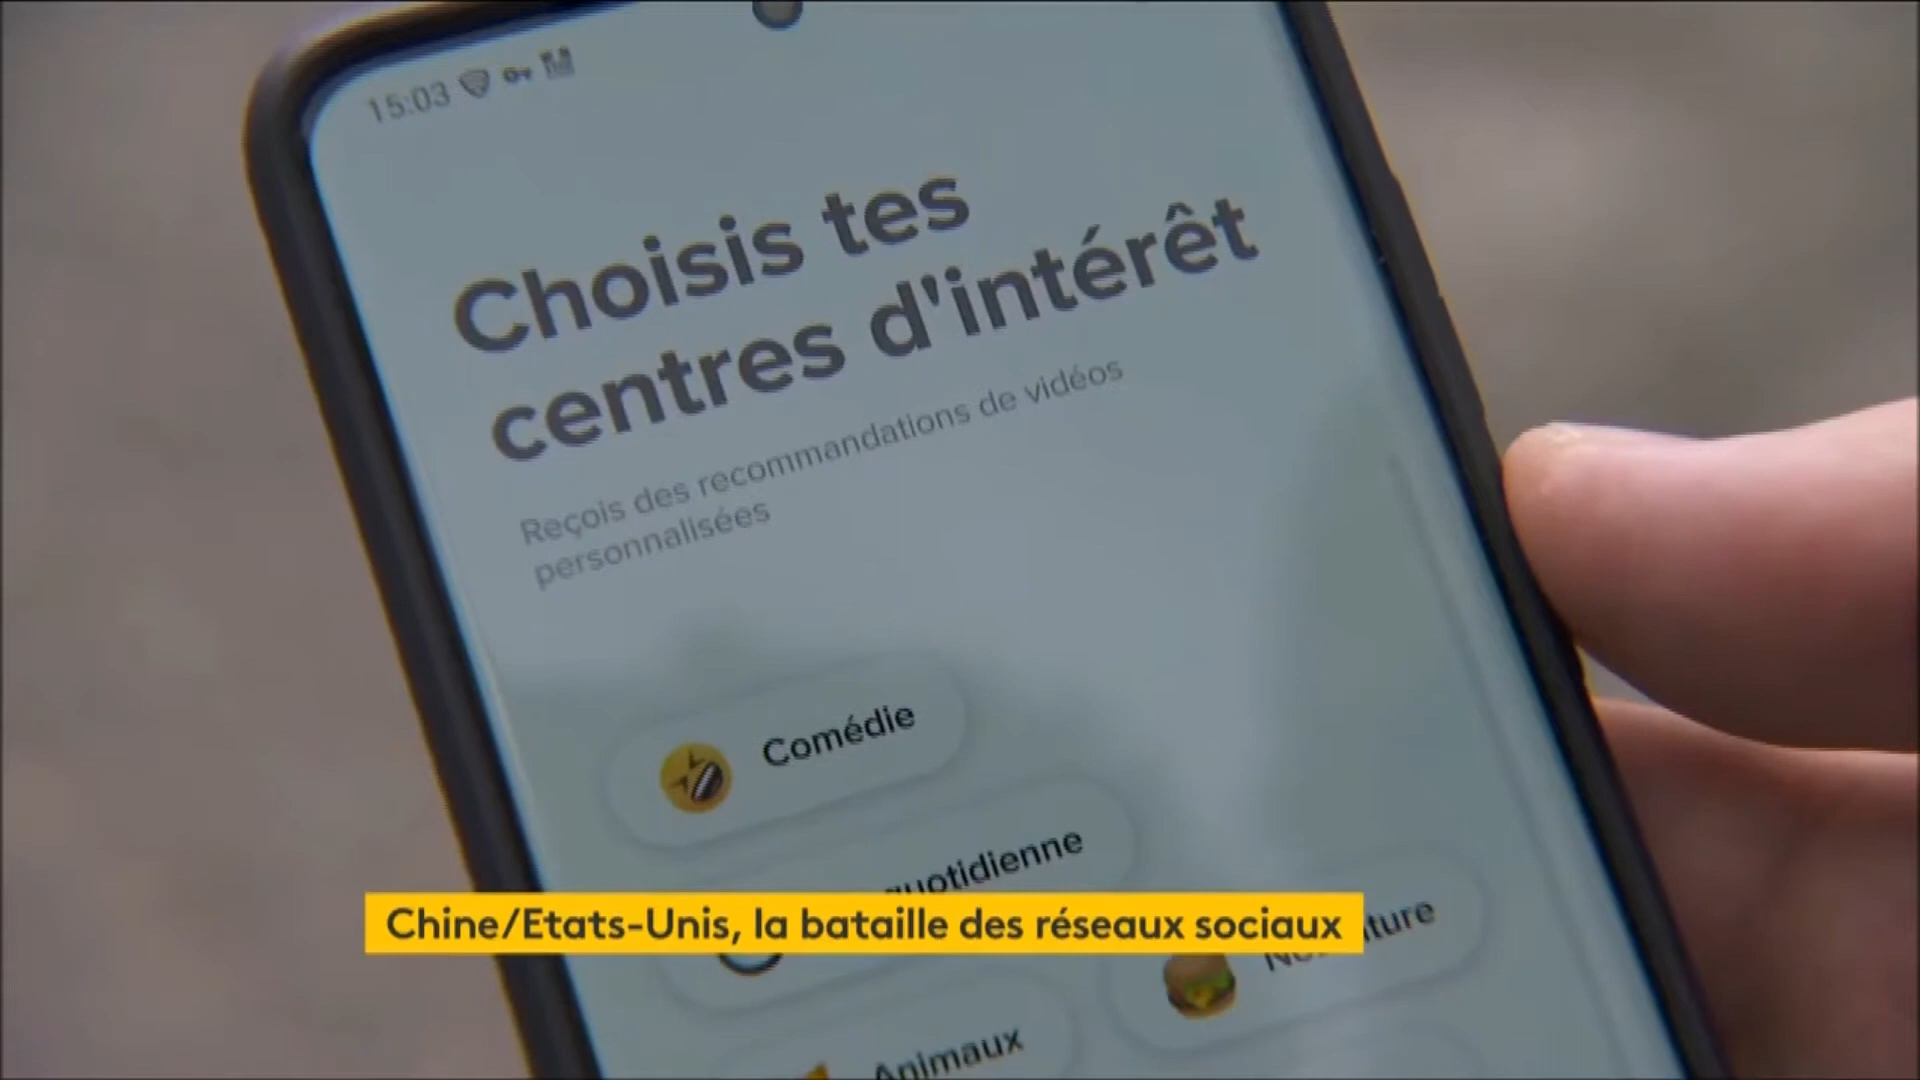 15:03
Choisis tes
centres d'intérêt
Reçois des recommandations de vidéos
personnalisées
Comédie
quotidienne
Chine/Etats-Unis, la bataille des réseaux sociaux
Animaux